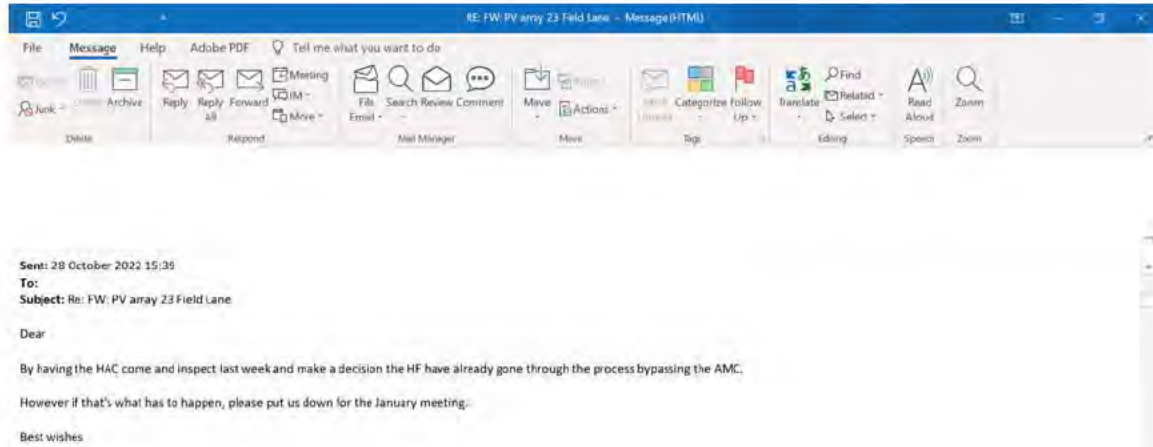 RE: FW: PV array 23 Field Lane - Message (HTML)
File Message Help Adobe PDF Tell me what you want to do
Junk Archive Reply Reply all Forward Meeting IM More File Email Search Review Comment Move Actions Categorize Follow Up Translate Find Related Select Read Aloud Zoom
Delete Respond Mail Manager Move Tags Editing Speech Zoom
Sent: 28 October 2022 15:39
To:
Subject: Re: FW: PV array 23 Field Lane
Dear
By having the HAC come and inspect last week and make a decision the HF have already gone through the process bypassing the AMC.
However if that's what has to happen, please put us down for the January meeting.
Best wishes